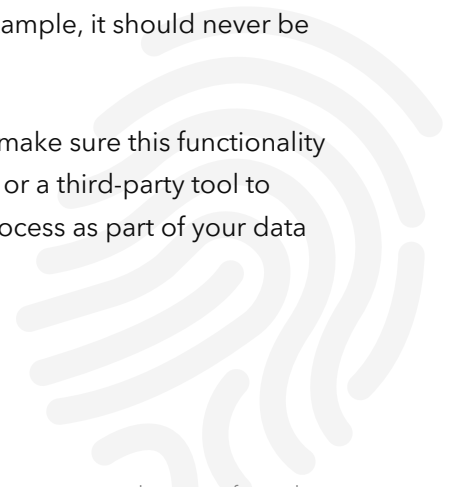 ample, it should never be
make sure this functionality
or a third-party tool to
ocess as part of your data